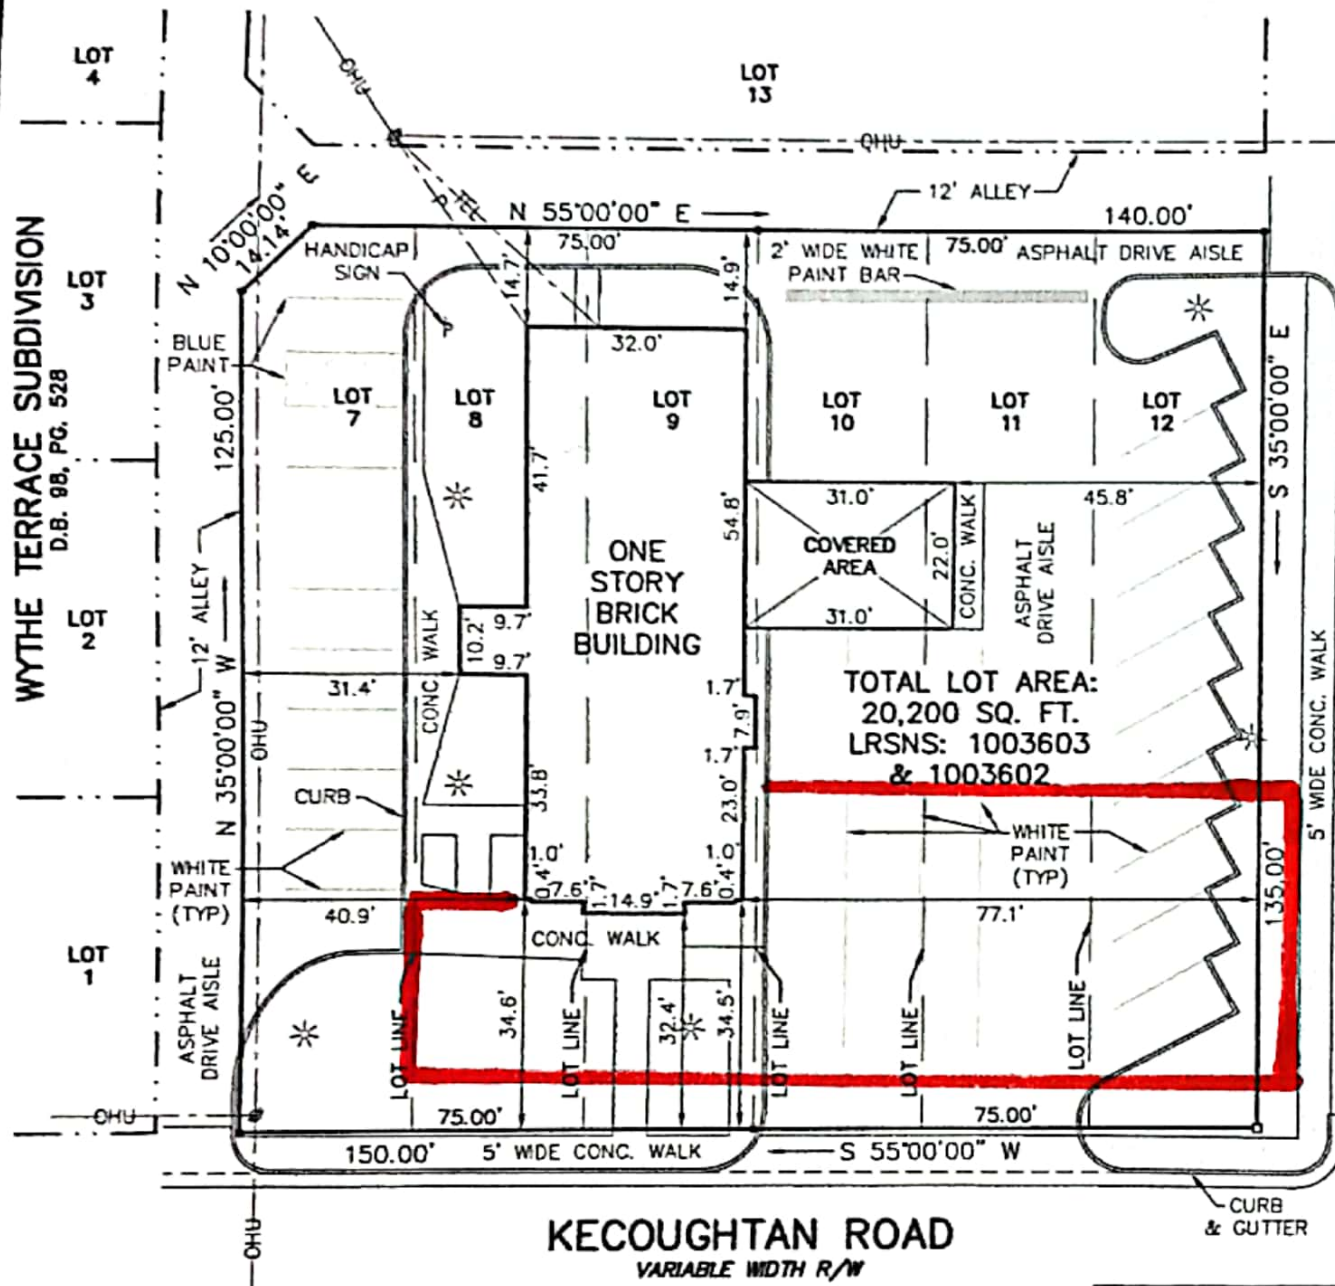 LOT
4
LOT
13
OHU
OHU
12' ALLEY
N 10°00'00" E
14.14'
P
TEL
N 55°00'00" E
140.00'
HANDICAP
SIGN
75.00'
2' WIDE WHITE
PAINT BAR
75.00'
ASPHALT DRIVE AISLE
14.7'
14.9'
WYTHE TERRACE SUBDIVISION
D.B. 98, PG. 528
LOT
3
BLUE
PAINT
125.00'
32.0'
LOT
7
LOT
8
LOT
9
LOT
10
LOT
11
LOT
12
S 35°00'00" E
41.7'
54.8'
31.0'
COVERED
AREA
22.0'
31.0'
CONC. WALK
45.8'
ASPHALT
DRIVE AISLE
ONE
STORY
BRICK
BUILDING
LOT
2
12' ALLEY
N 35°00'00" W
OHU
CONC. WALK
10.2'
9.7'
9.7'
31.4'
1.7'
7.9'
1.7'
TOTAL LOT AREA:
20,200 SQ. FT.
LRSNS: 1003603
& 1003602
5' WIDE CONC. WALK
CURB
33.8'
23.0'
WHITE
PAINT
(TYP)
WHITE
PAINT
(TYP)
135.00'
1.0'
0.4'
7.6'
1.7'
14.9'
1.7'
7.6'
1.0'
0.4'
40.9'
77.1'
LOT
1
ASPHALT
DRIVE AISLE
CONC. WALK
LOT LINE
34.6'
LOT LINE
32.4'
34.5'
LOT LINE
LOT LINE
LOT LINE
OHU
75.00'
75.00'
150.00'
5' WIDE CONC. WALK
S 55°00'00" W
OHU
KECOUGHTAN ROAD
VARIABLE WIDTH R/W
CURB
& GUTTER